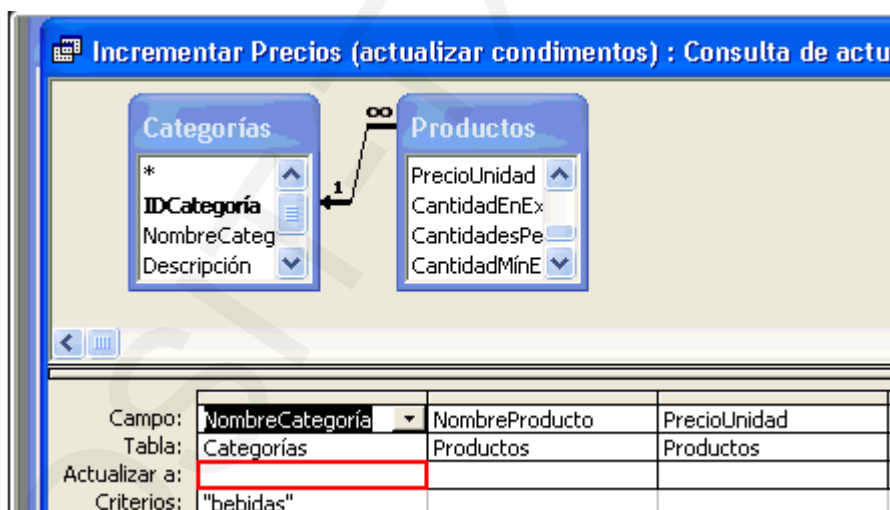 Incrementar Precios (actualizar condimentos) : Consulta de actu
Categorías
*
IDCategoría
NombreCateg
Descripción
1
∞
Productos
PrecioUnidad
CantidadEnEx
CantidadesPe
CantidadMínE
Campo: NombreCategoría NombreProducto PrecioUnidad
Tabla: Categorías Productos Productos
Actualizar a:
Criterios: "bebidas"